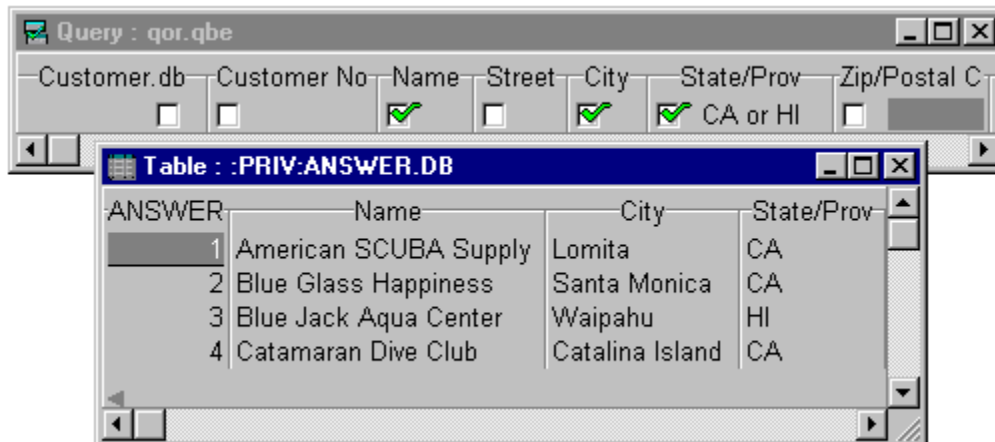 Query : qor.qbe
Customer.db Customer No Name Street City State/Prov Zip/Postal C
CA or HI
Table : :PRIV:ANSWER.DB
ANSWER Name City State/Prov
1 American SCUBA Supply Lomita CA
2 Blue Glass Happiness Santa Monica CA
3 Blue Jack Aqua Center Waipahu HI
4 Catamaran Dive Club Catalina Island CA